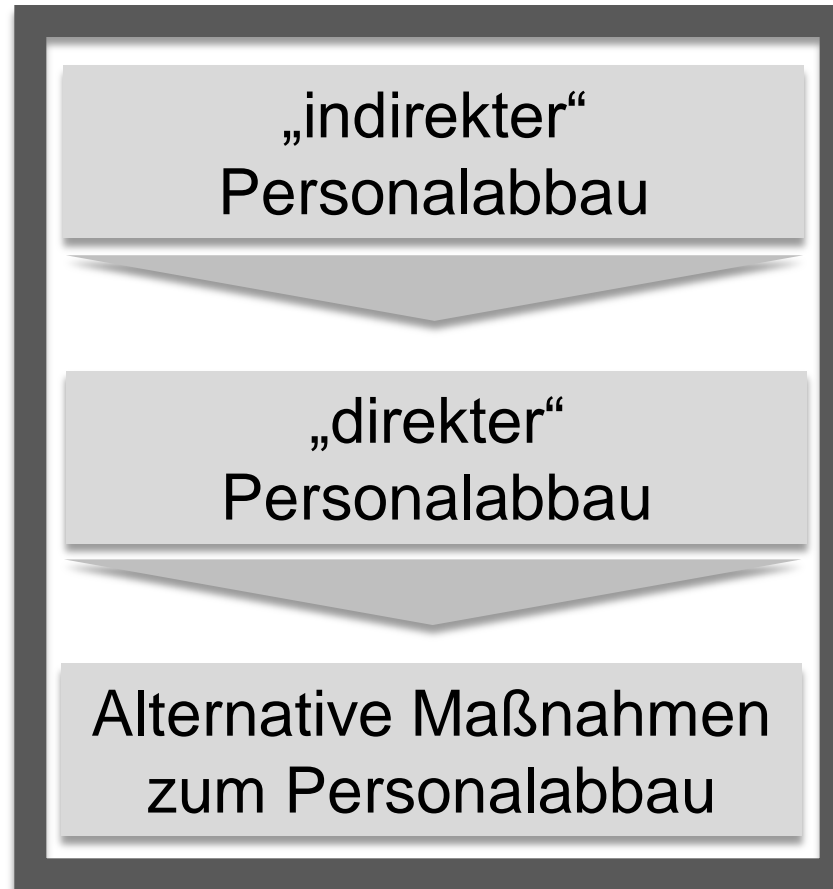 „indirekter“
Personalabbau
„direkter“
Personalabbau
Alternative Maßnahmen
zum Personalabbau